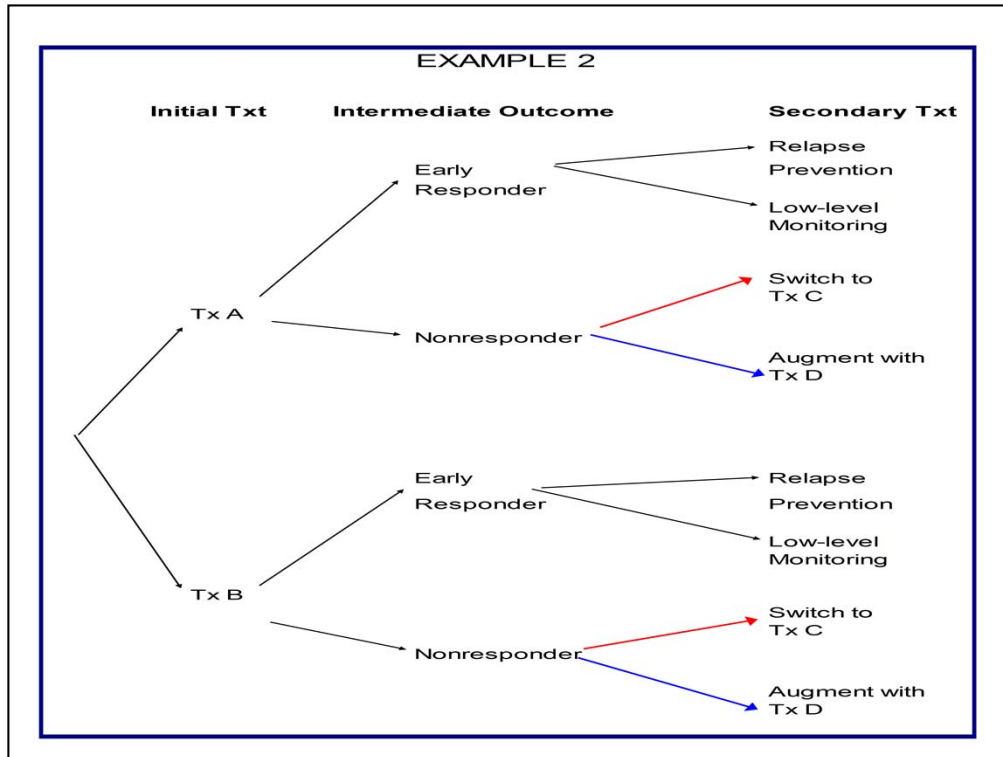 EXAMPLE 2
Initial Txt Intermediate Outcome Secondary Txt
Early
Responder
Relapse
Prevention
Low-level
Monitoring
Tx A
Nonresponder
Switch to
Tx C
Augment with
Tx D
Early
Responder
Relapse
Prevention
Low-level
Monitoring
Tx B
Nonresponder
Switch to
Tx C
Augment with
Tx D